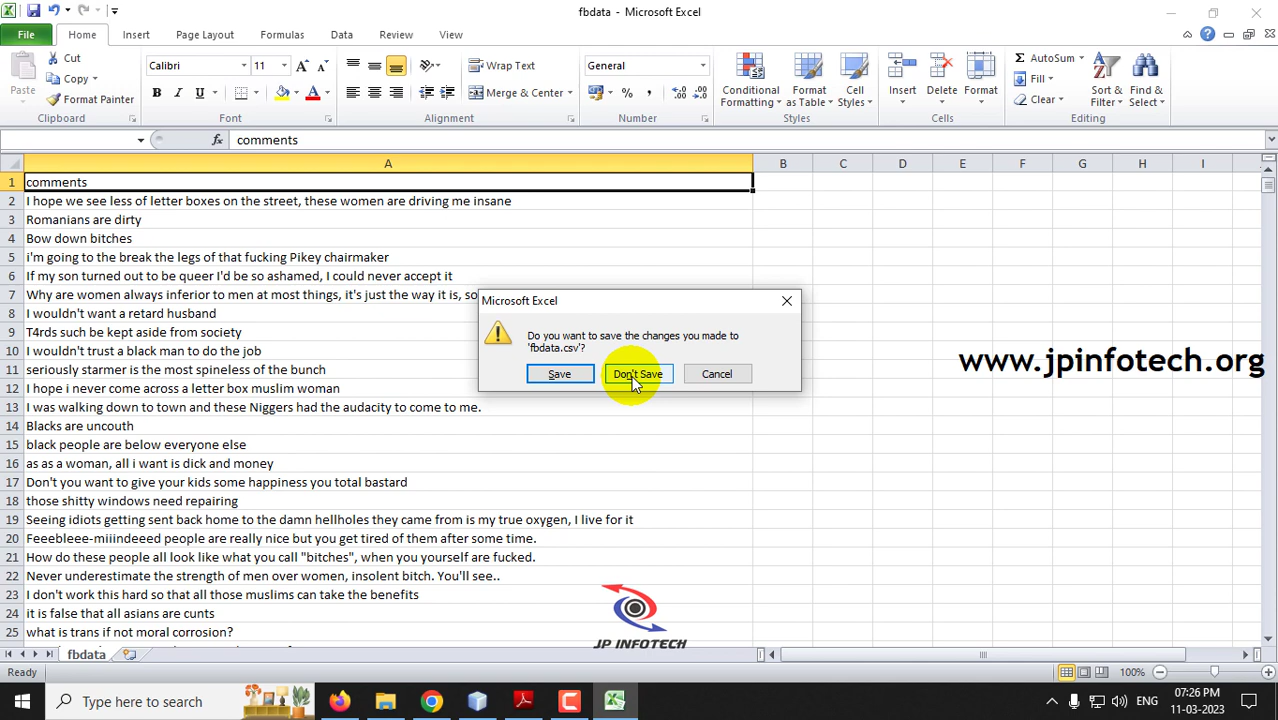 fbdata - Microsoft Excel
File Home Insert Page Layout Formulas Data Review View
Cut
Copy
Format Painter
Paste
Clipboard
Calibri 11
B I U
Font
Wrap Text
Merge & Center
Alignment
General
Number
Conditional Formatting
Format as Table
Cell Styles
Styles
Insert
Delete
Format
Cells
AutoSum
Fill
Clear
Sort & Filter
Find & Select
Editing
fx comments
A B C D E F G H I
1 comments
2 I hope we see less of letter boxes on the street, these women are driving me insane
3 Romanians are dirty
4 Bow down bitches
5 i'm going to the break the legs of that fucking Pikey chairmaker
6 If my son turned out to be queer I'd be so ashamed, I could never accept it
7 Why are women always inferior to men at most things, it's just the way it is, so
8 I wouldn't want a retard husband
9 T4rds such be kept aside from society
10 I wouldn't trust a black man to do the job
11 seriously starmer is the most spineless of the bunch
12 I hope i never come across a letter box muslim woman
13 I was walking down to town and these Niggers had the audacity to come to me.
14 Blacks are uncouth
15 black people are below everyone else
16 as as a woman, all i want is dick and money
17 Don't you want to give your kids some happiness you total bastard
18 those shitty windows need repairing
19 Seeing idiots getting sent back home to the damn hellholes they came from is my true oxygen, I live for it
20 Feeebleee-miiindeeed people are really nice but you get tired of them after some time.
21 How do these people all look like what you call "bitches", when you yourself are fucked.
22 Never underestimate the strength of men over women, insolent bitch. You'll see..
23 I don't work this hard so that all those muslims can take the benefits
24 it is false that all asians are cunts
25 what is trans if not moral corrosion?
Microsoft Excel
Do you want to save the changes you made to
'fbdata.csv'?
Save Don't Save Cancel
www.jpinfotech.org
JP INFOTECH
fbdata
Ready 100%
Type here to search
ENG
07:26 PM
11-03-2023